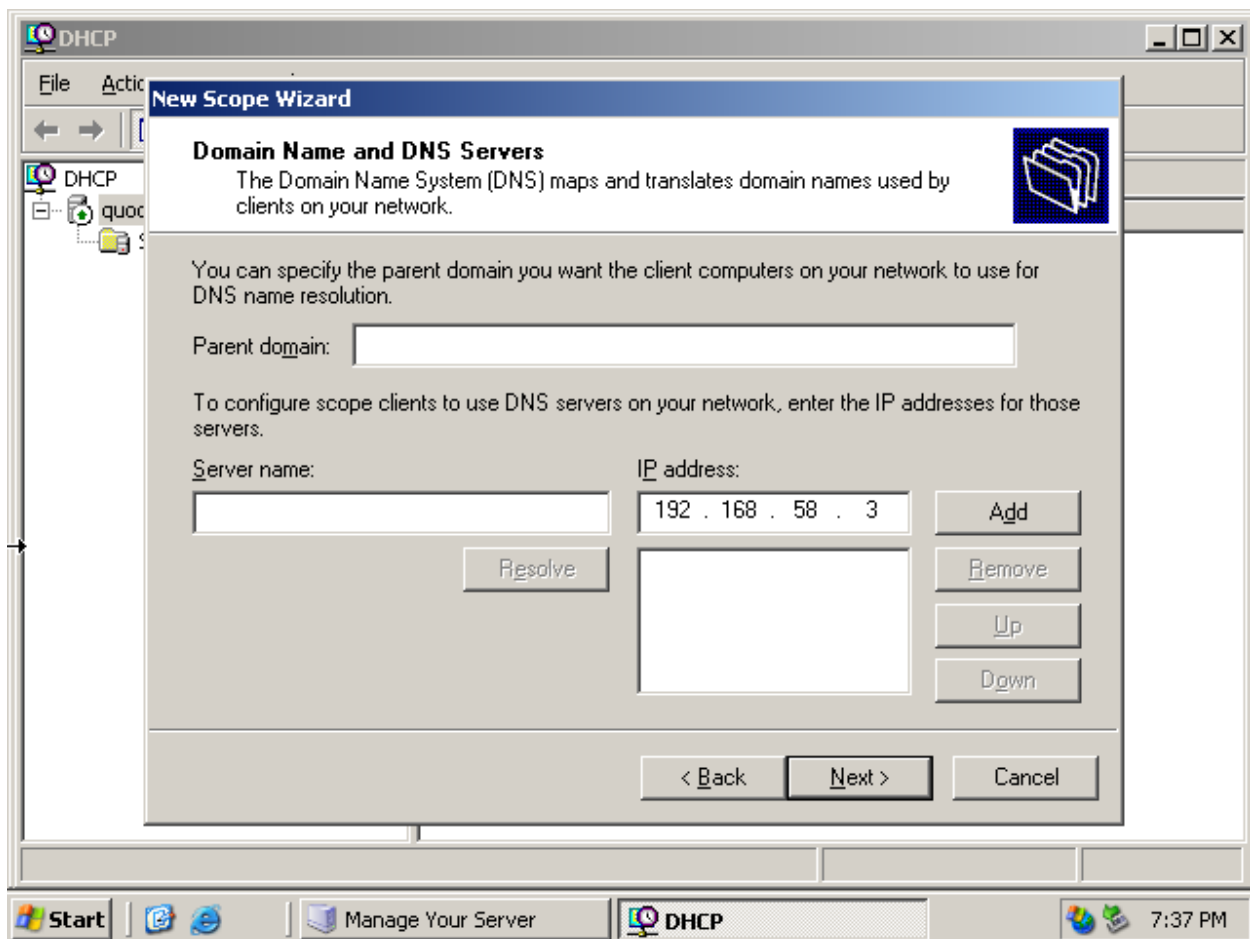 DHCP
File
New Scope Wizard
Domain Name and DNS Servers
The Domain Name System (DNS) maps and translates domain names used by
clients on your network.
DHCP
You can specify the parent domain you want the client computers on your network to use for
DNS name resolution.
Parent domain:
To configure scope clients to use DNS servers on your network, enter the IP addresses for those
servers.
Server name:
IP address:
192 . 168 . 58 . 3
Add
Resolve
Remove
Up
Down
< Back
Next >
Cancel
Start
Manage Your Server
DHCP
7:37 PM